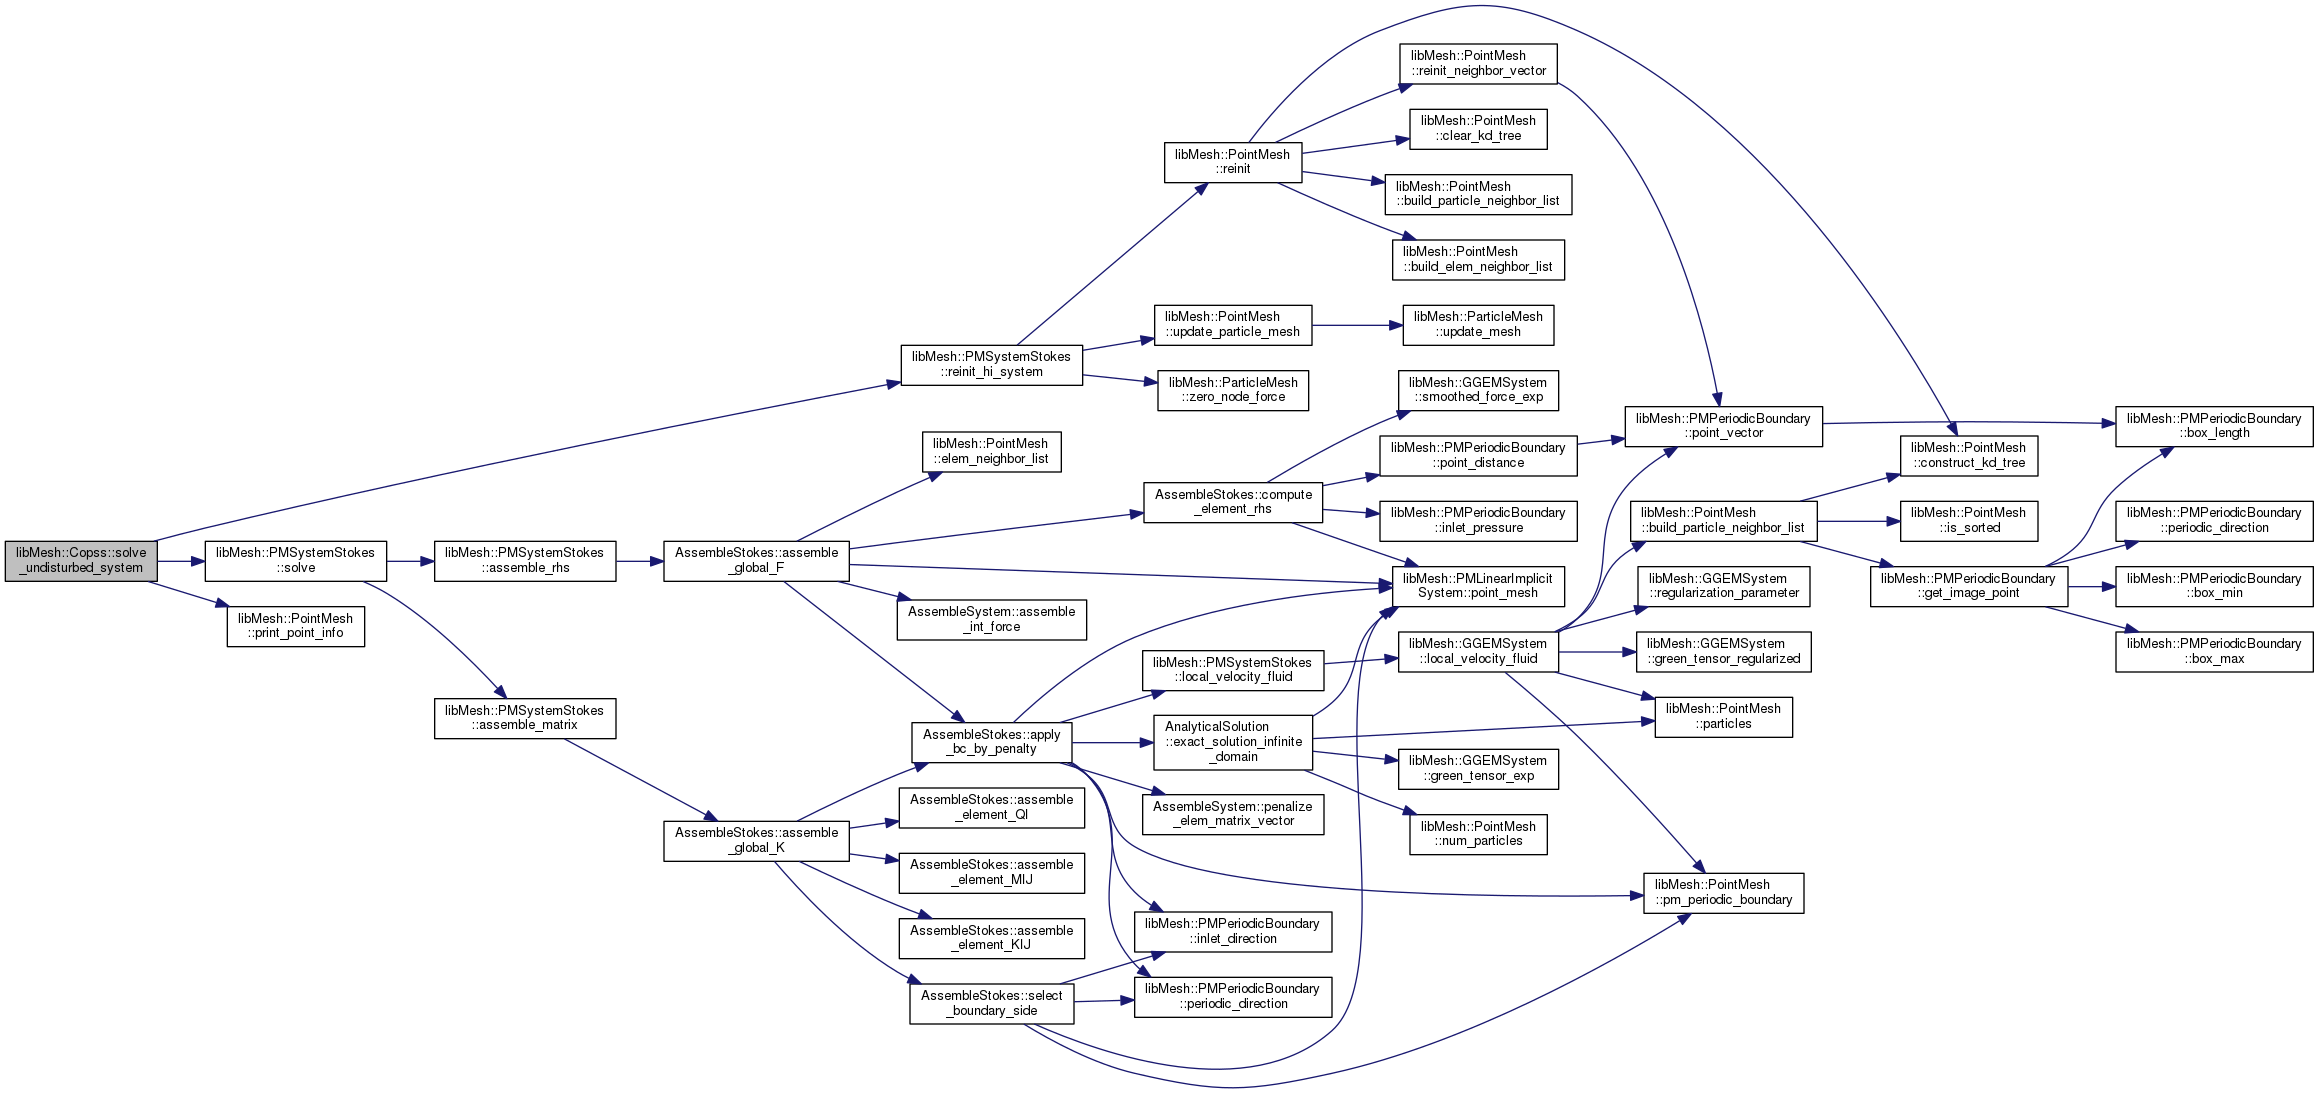 libMesh::Copss::solve
_undisturbed_system
libMesh::PMSystemStokes
::solve
libMesh::PointMesh
::print_point_info
libMesh::PMSystemStokes
::assemble_rhs
libMesh::PMSystemStokes
::assemble_matrix
AssembleStokes::assemble
_global_F
AssembleStokes::assemble
_global_K
libMesh::PMSystemStokes
::reinit_hi_system
libMesh::PointMesh
::elem_neighbor_list
AssembleSystem::assemble
_int_force
AssembleStokes::apply
_bc_by_penalty
AssembleStokes::assemble
_element_QI
AssembleStokes::assemble
_element_MIJ
AssembleStokes::assemble
_element_KIJ
AssembleStokes::select
_boundary_side
libMesh::PointMesh
::reinit
libMesh::PointMesh
::update_particle_mesh
libMesh::ParticleMesh
::zero_node_force
AssembleStokes::compute
_element_rhs
libMesh::PMSystemStokes
::local_velocity_fluid
AnalyticalSolution
::exact_solution_infinite
_domain
AssembleSystem::penalize
_elem_matrix_vector
libMesh::PMPeriodicBoundary
::inlet_direction
libMesh::PMPeriodicBoundary
::periodic_direction
libMesh::PointMesh
::reinit_neighbor_vector
libMesh::PointMesh
::clear_kd_tree
libMesh::PointMesh
::build_particle_neighbor_list
libMesh::PointMesh
::build_elem_neighbor_list
libMesh::ParticleMesh
::update_mesh
libMesh::GGEMSystem
::smoothed_force_exp
libMesh::PMPeriodicBoundary
::point_distance
libMesh::PMPeriodicBoundary
::inlet_pressure
libMesh::PMLinearImplicit
System::point_mesh
libMesh::GGEMSystem
::local_velocity_fluid
libMesh::GGEMSystem
::green_tensor_exp
libMesh::PointMesh
::num_particles
libMesh::PMPeriodicBoundary
::point_vector
libMesh::PointMesh
::build_particle_neighbor_list
libMesh::GGEMSystem
::regularization_parameter
libMesh::GGEMSystem
::green_tensor_regularized
libMesh::PointMesh
::particles
libMesh::PointMesh
::pm_periodic_boundary
libMesh::PointMesh
::construct_kd_tree
libMesh::PointMesh
::is_sorted
libMesh::PMPeriodicBoundary
::get_image_point
libMesh::PMPeriodicBoundary
::box_length
libMesh::PMPeriodicBoundary
::periodic_direction
libMesh::PMPeriodicBoundary
::box_min
libMesh::PMPeriodicBoundary
::box_max